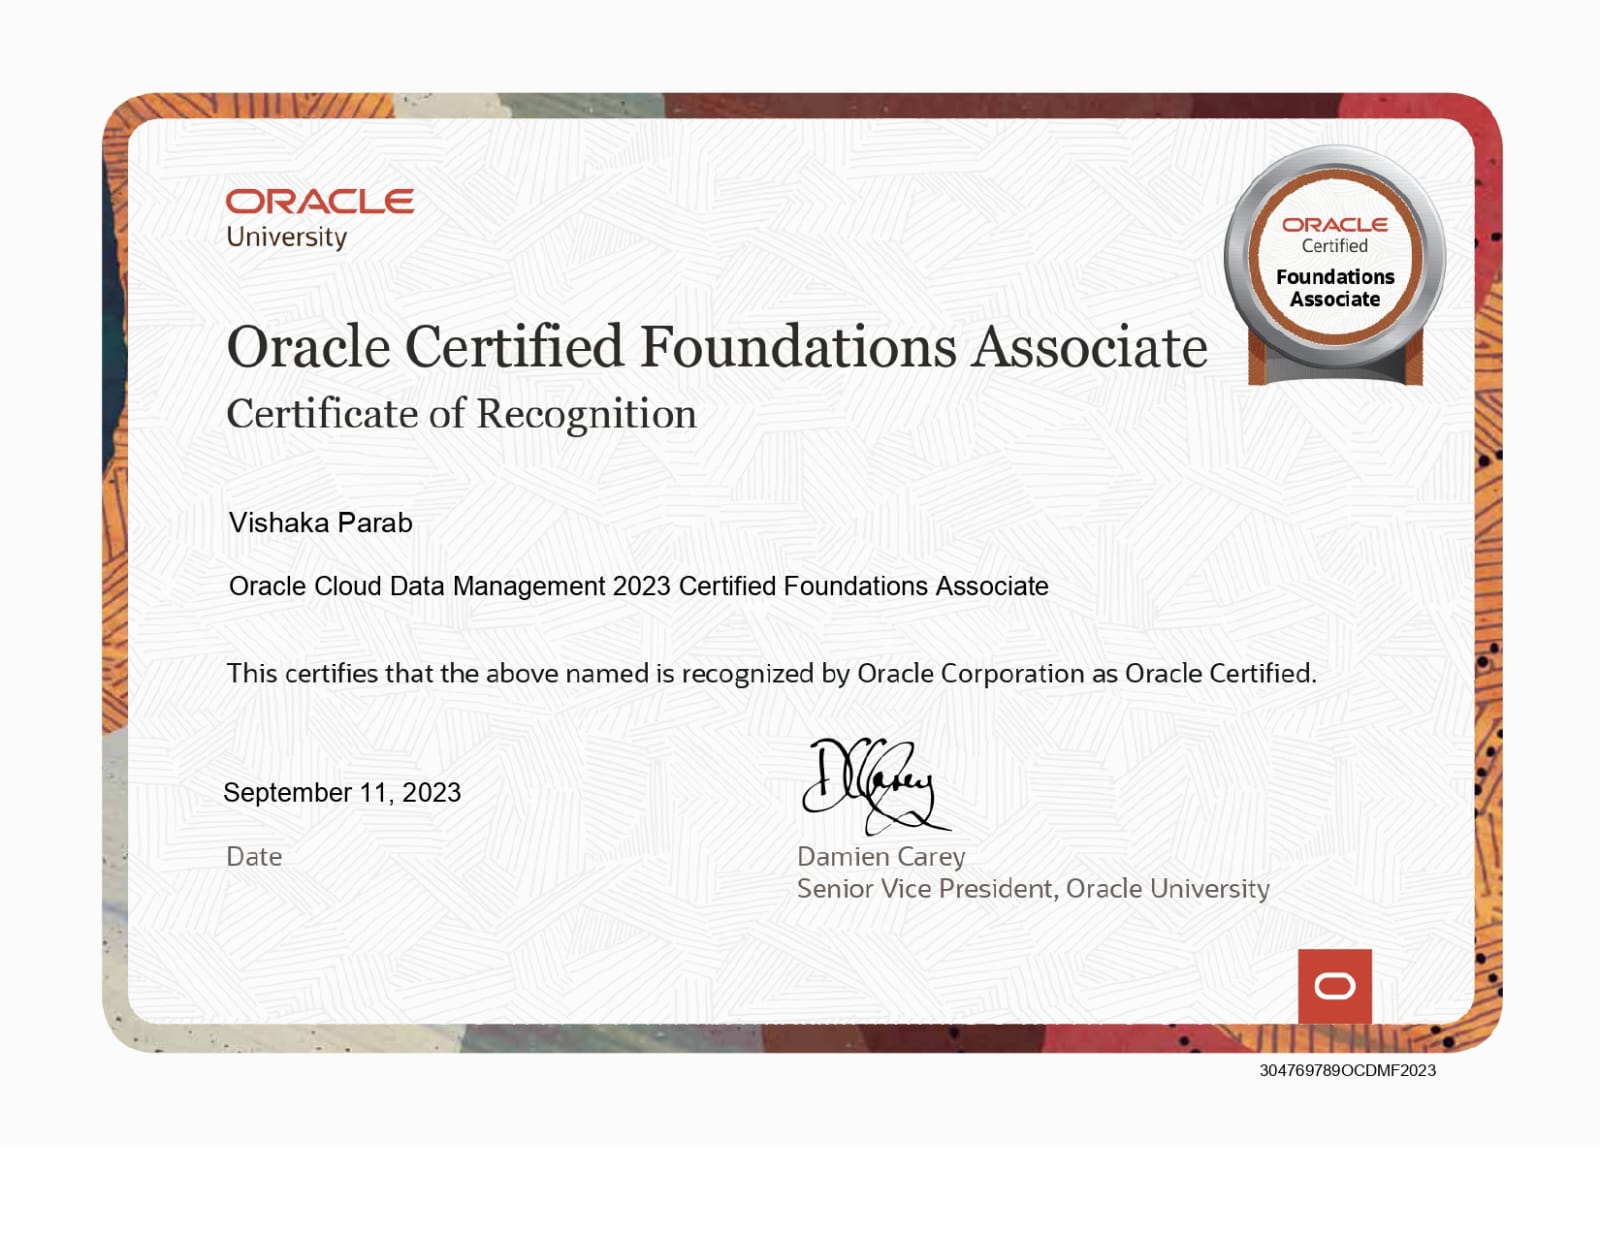 ORACLE
University
ORACLE
Certified
Foundations
Associate
Oracle Certified Foundations Associate
Certificate of Recognition
Vishaka Parab
Oracle Cloud Data Management 2023 Certified Foundations Associate
This certifies that the above named is recognized by Oracle Corporation as Oracle Certified.
September 11, 2023
Date
DCarey
Damien Carey
Senior Vice President, Oracle University
304769789OCDMF2023